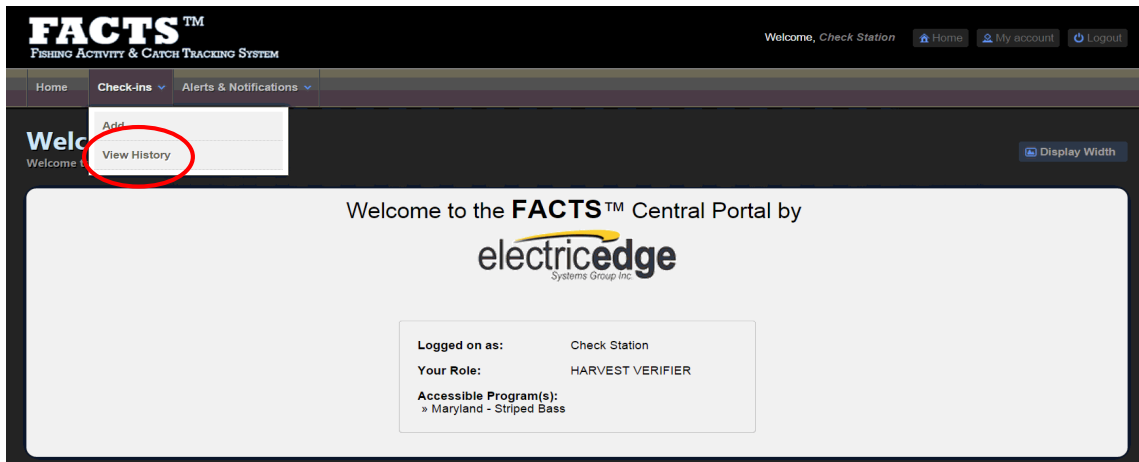 FACTS™
FISHING ACTIVITY & CATCH TRACKING SYSTEM
Welcome, Check Station
Home
My account
Logout
Home
Check-ins
Alerts & Notifications
Add
View History
Welc
Welcome t
Display Width
Welcome to the FACTS™ Central Portal by
electricedge
Systems Group Inc.
Logged on as: Check Station
Your Role: HARVEST VERIFIER
Accessible Program(s):
» Maryland - Striped Bass